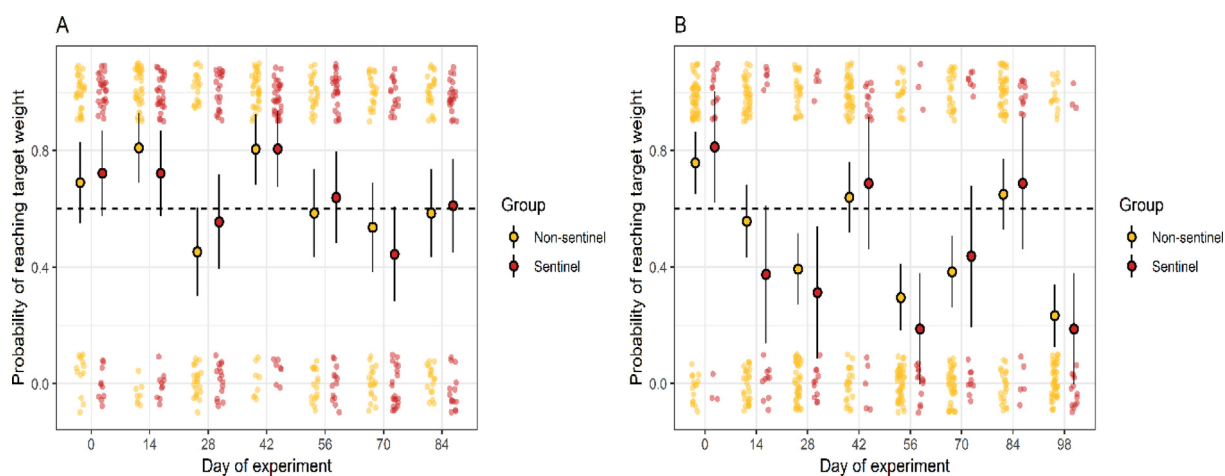 A
Probability of reaching target weight
0.8
0.4
0.0
0 14 28 42 56 70 84
Day of experiment
Group
Non-sentinel
Sentinel
B
Probability of reaching target weight
0.8
0.4
0.0
0 14 28 42 56 70 84 98
Day of experiment
Group
Non-sentinel
Sentinel